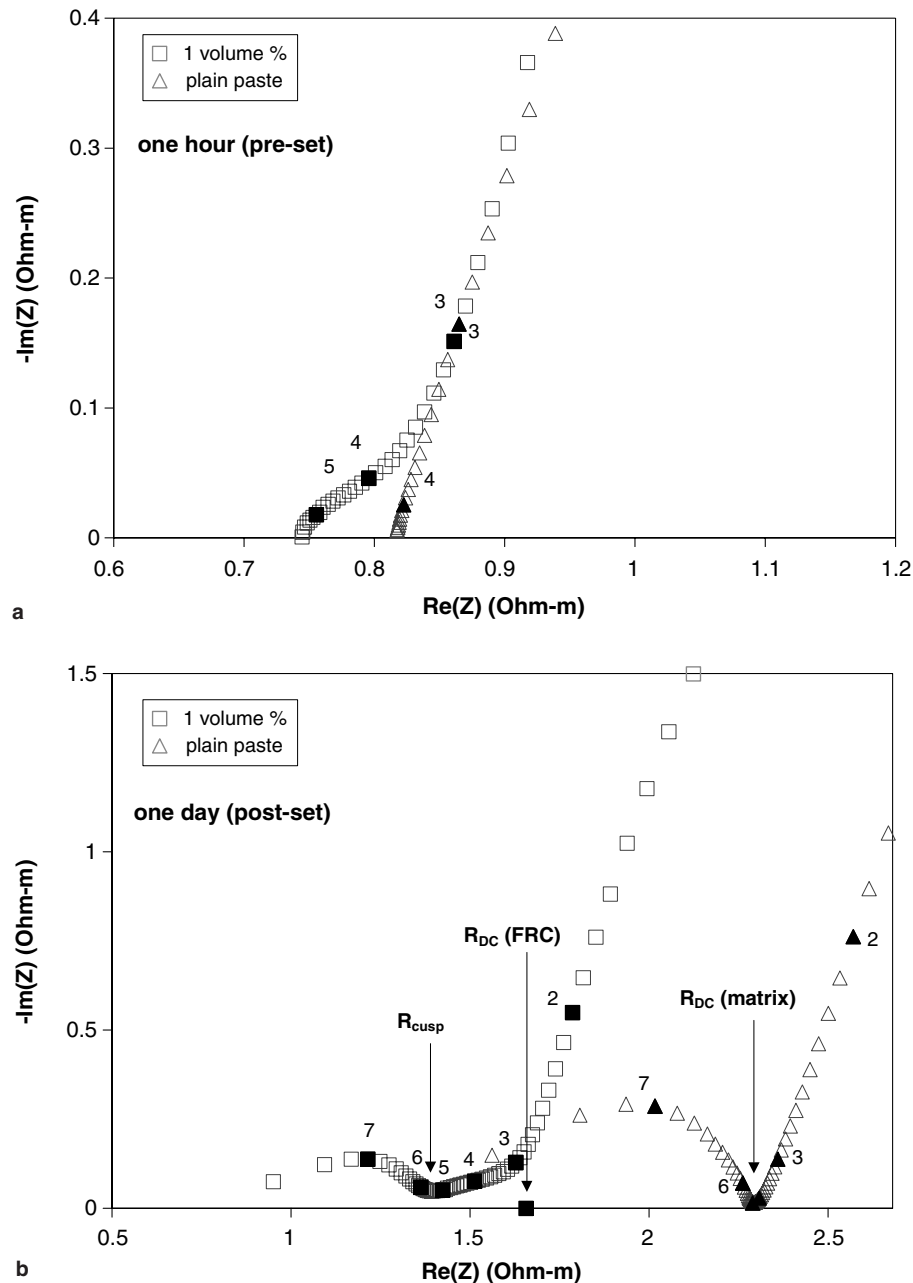 0.4
1 volume %
plain paste
one hour (pre-set)
0.3
-Im(Z) (Ohm-m)
0.2
3
3
0.1
4
5
4
0
0.6 0.7 0.8 0.9 1 1.1 1.2
Re(Z) (Ohm-m)
a
1.5
1 volume %
plain paste
one day (post-set)
1
-Im(Z) (Ohm-m)
R_DC (FRC)
2
2
R_DC (matrix)
0.5
R_cusp
7
7
3
6
5
4
3
6
0
0.5 1 1.5 2 2.5
Re(Z) (Ohm-m)
b